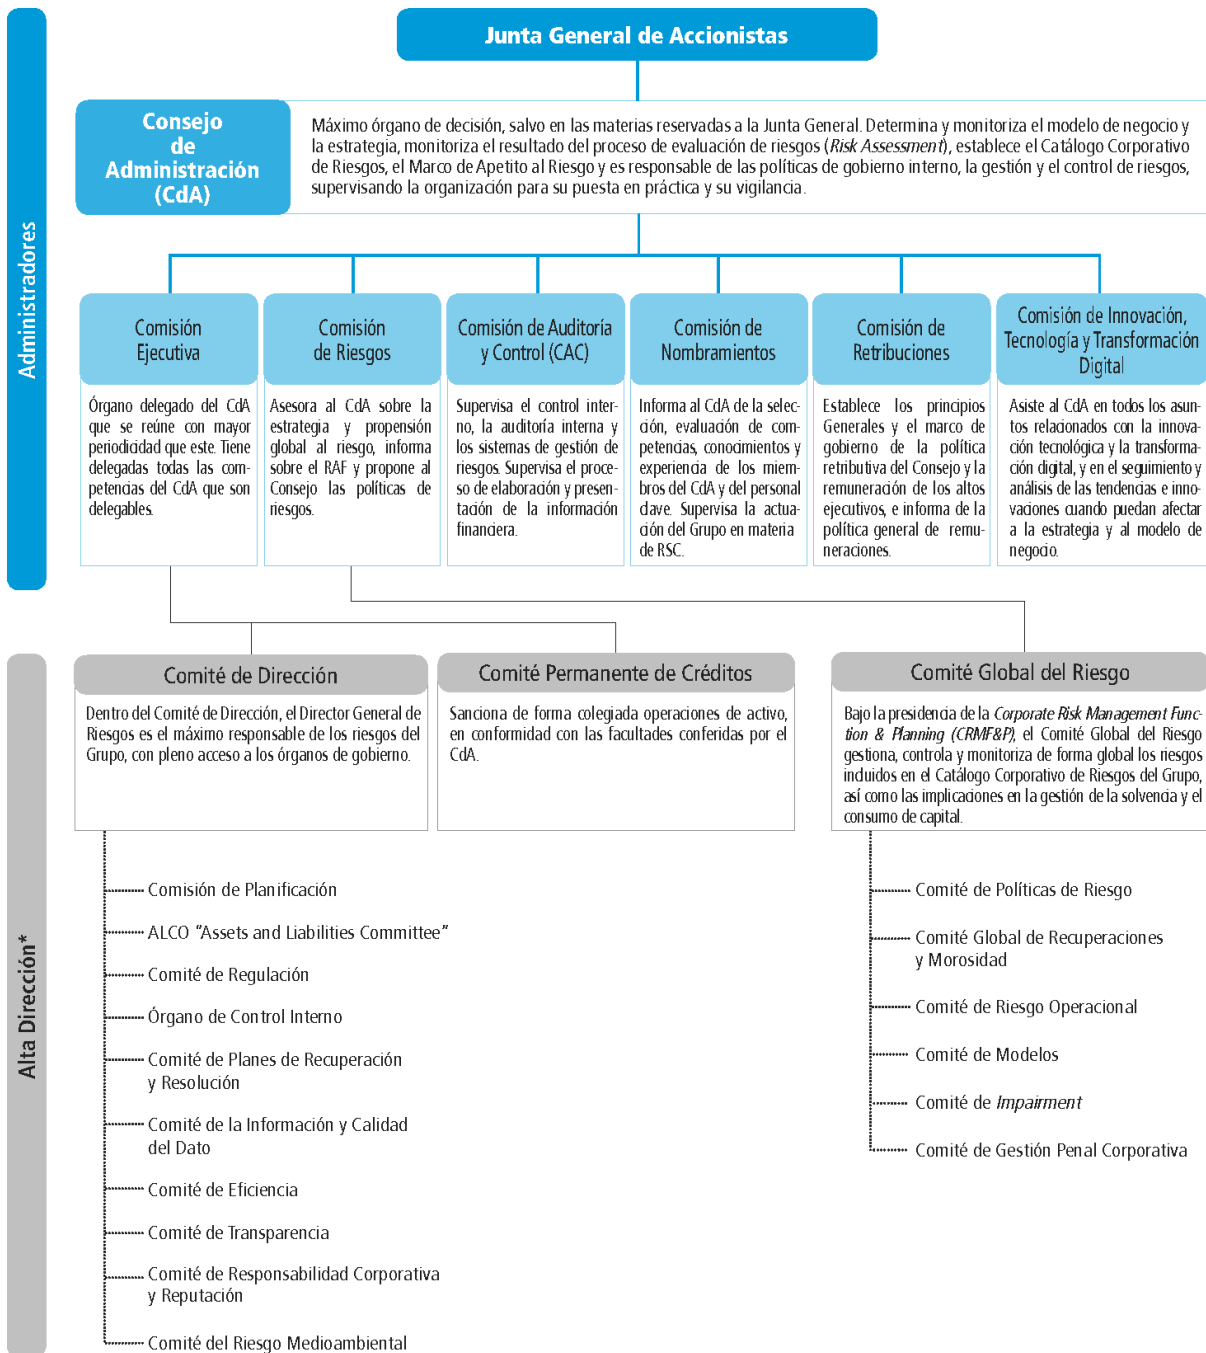 Junta General de Accionistas
Administradores
Consejo
de
Administración
(CdA)
Máximo órgano de decisión, salvo en las materias reservadas a la Junta General. Determina y monitoriza el modelo de negocio y
la estrategia, monitoriza el resultado del proceso de evaluación de riesgos (Risk Assessment), establece el Catálogo Corporativo
de Riesgos, el Marco de Apetito al Riesgo y es responsable de las políticas de gobierno interno, la gestión y el control de riesgos,
supervisando la organización para su puesta en práctica y su vigilancia.
Comisión
Ejecutiva
Órgano delegado del CdA
que se reúne con mayor
periodicidad que este. Tiene
delegadas todas las com-
petencias del CdA que son
delegables.
Comisión
de Riesgos
Asesora al CdA sobre la
estrategia y propensión
global al riesgo, informa
sobre el RAF y propone al
Consejo las políticas de
riesgos.
Comisión de Auditoría
y Control (CAC)
Supervisa el control inter-
no, la auditoría interna y
los sistemas de gestión de
riesgos. Supervisa el proce-
so de elaboración y presen-
tación de la información
financiera.
Comisión de
Nombramientos
Informa al CdA de la selec-
ción, evaluación de com-
petencias, conocimientos y
experiencia de los miem-
bros del CdA y del personal
clave. Supervisa la actua-
ción del Grupo en materia
de RSC.
Comisión de
Retribuciones
Establece los principios
Generales y el marco de
gobierno de la política
retributiva del Consejo y la
remuneración de los altos
ejecutivos, e informa de la
política general de remu-
neraciones.
Comisión de Innovación,
Tecnología y Transformación
Digital
Asiste al CdA en todos los asun-
tos relacionados con la innova-
ción tecnológica y la transforma-
ción digital, y en el seguimiento y
análisis de las tendencias e inno-
vaciones cuando puedan afectar
a la estrategia y al modelo de
negocio.
Alta Dirección*
Comité de Dirección
Dentro del Comité de Dirección, el Director General de
Riesgos es el máximo responsable de los riesgos del
Grupo, con pleno acceso a los órganos de gobierno.
Comisión de Planificación
ALCO “Assets and Liabilities Committee”
Comité de Regulación
Órgano de Control Interno
Comité de Planes de Recuperación
y Resolución
Comité de la Información y Calidad
del Dato
Comité de Eficiencia
Comité de Transparencia
Comité de Responsabilidad Corporativa
y Reputación
Comité del Riesgo Medioambiental
Comité Permanente de Créditos
Sanciona de forma colegiada operaciones de activo,
en conformidad con las facultades conferidas por el
CdA.
Comité Global del Riesgo
Bajo la presidencia de la Corporate Risk Management Func-
tion & Planning (CRMF&P), el Comité Global del Riesgo
gestiona, controla y monitoriza de forma global los riesgos
incluidos en el Catálogo Corporativo de Riesgos del Grupo,
así como las implicaciones en la gestión de la solvencia y el
consumo de capital.
Comité de Políticas de Riesgo
Comité Global de Recuperaciones
y Morosidad
Comité de Riesgo Operacional
Comité de Modelos
Comité de Impairment
Comité de Gestión Penal Corporativa